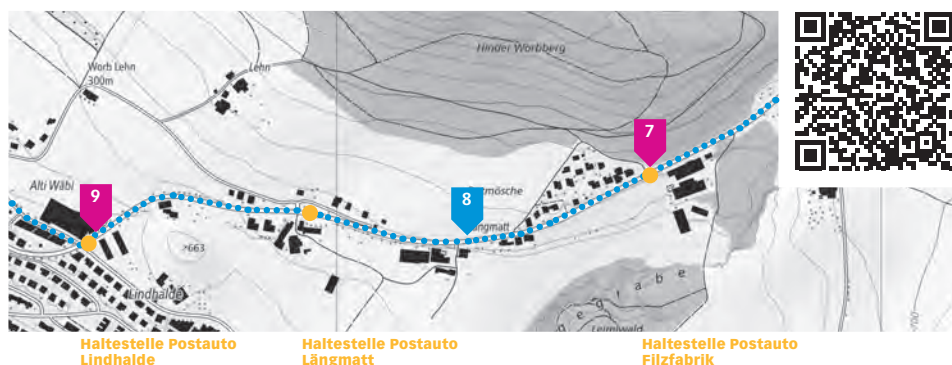 Hinder Worbberg
Worb Lehn
300m
Lehn
7
Alti Wäbi
9
8
>663
Lindhalde
700
Haltestelle Postauto
Lindhalde
Haltestelle Postauto
Längmatt
Haltestelle Postauto
Filzfabrik